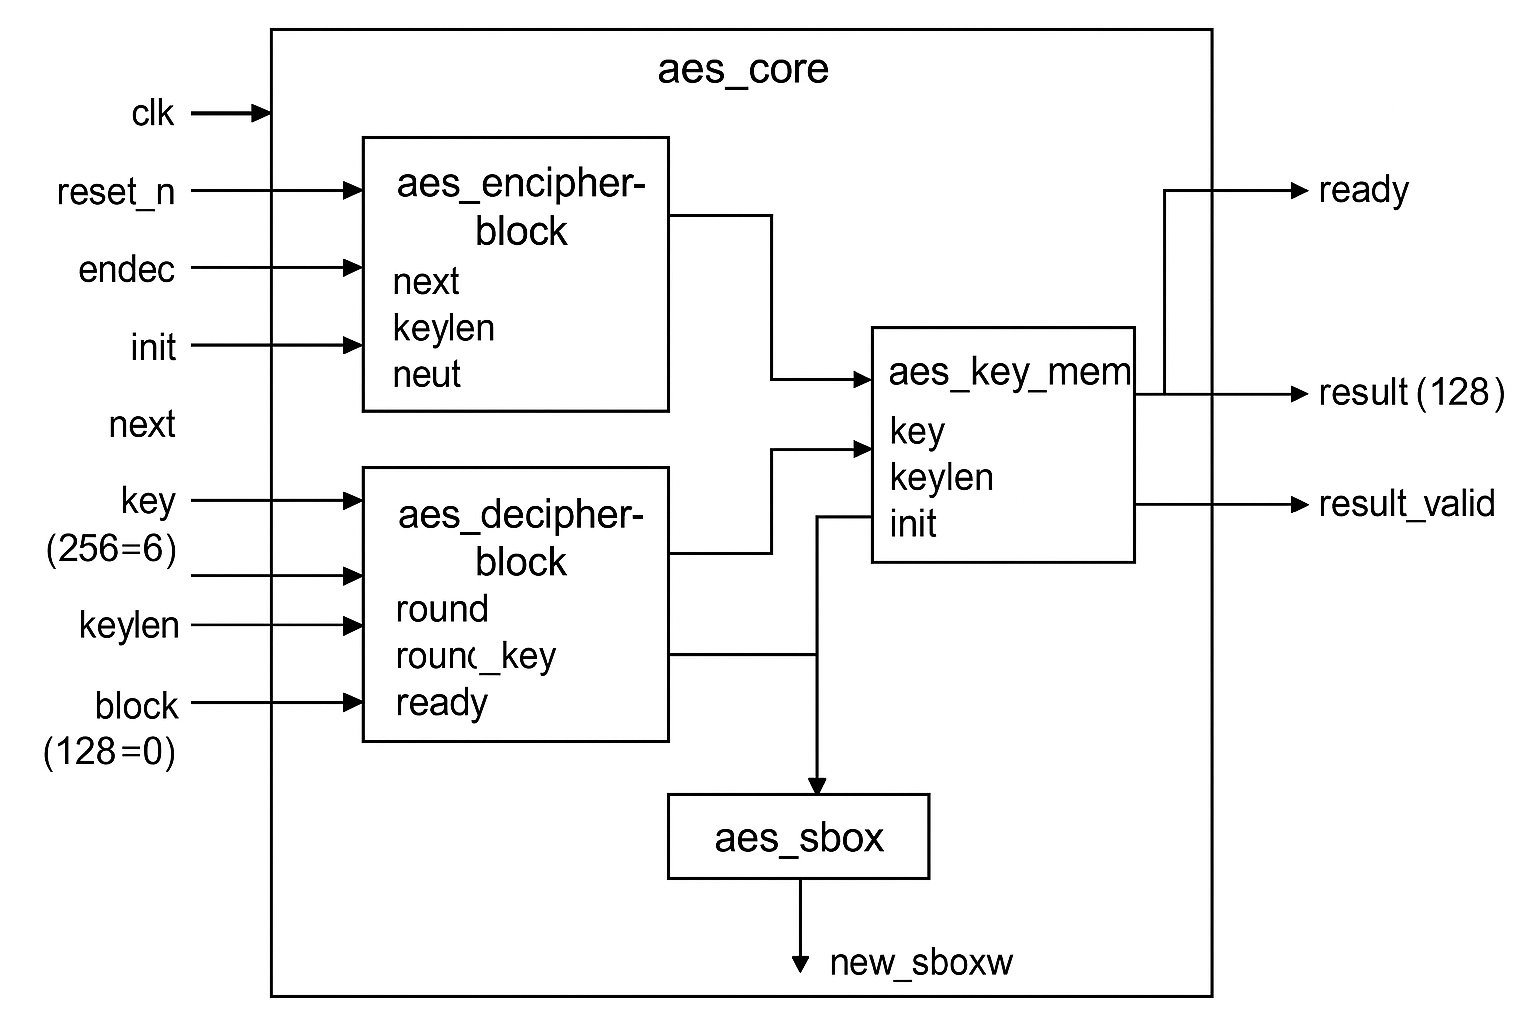 aes_core
clk
reset_n
endec
init
next
key
(256=6)
keylen
block
(128=0)
aes_encipher-
block
next
keylen
neut
aes_decipher-
block
round
rounc_key
ready
aes_key_mem
key
keylen
init
aes_sbox
new_sboxw
ready
result (128)
result_valid